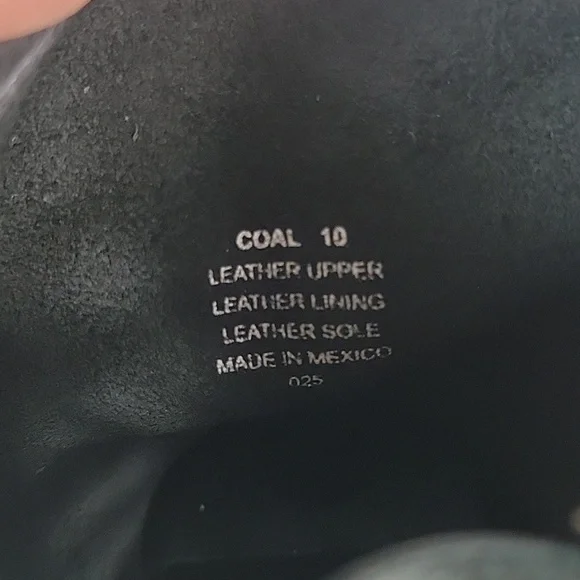 COAL 10
LEATHER UPPER
LEATHER LINING
LEATHER SOLE
MADE IN MEXICO
025